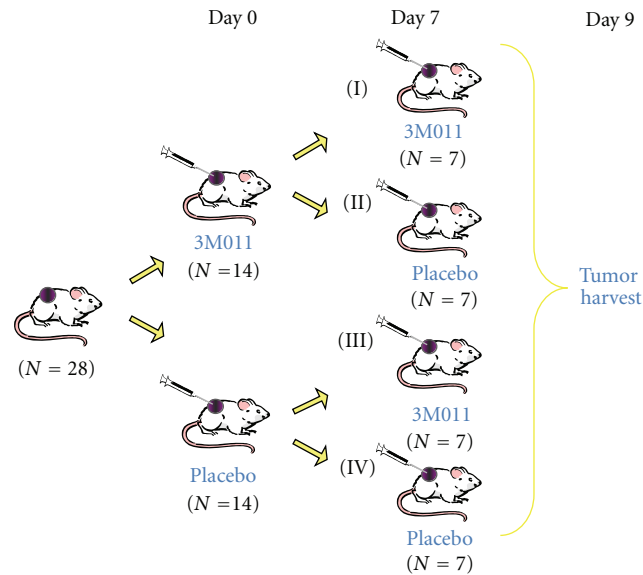 Day 0
Day 7
Day 9
(I)
3M011
(N = 7)
(II)
3M011
(N =14)
Placebo
(N = 7)
Tumor
harvest
(N = 28)
(III)
3M011
(N = 7)
Placebo
(N =14)
(IV)
Placebo
(N = 7)